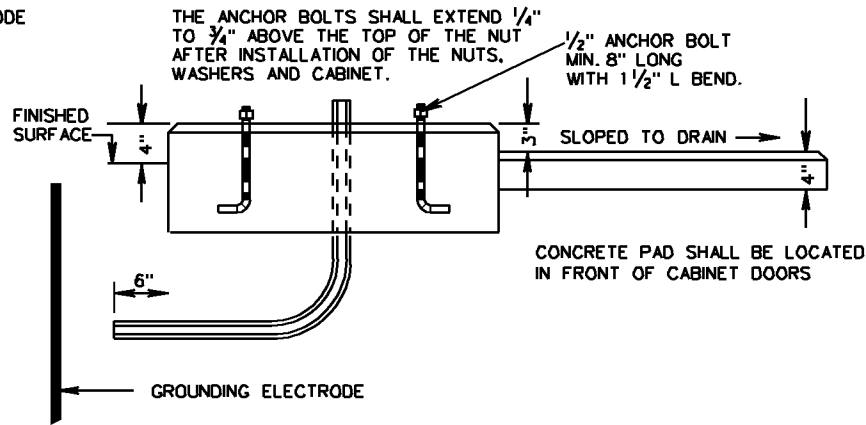 THE ANCHOR BOLTS SHALL EXTEND 1/4"
TO 3/4" ABOVE THE TOP OF THE NUT
AFTER INSTALLATION OF THE NUTS,
WASHERS AND CABINET.
1/2" ANCHOR BOLT
MIN. 8" LONG
WITH 1 1/2" L BEND.
FINISHED
SURFACE
4"
3"
SLOPED TO DRAIN
4"
CONCRETE PAD SHALL BE LOCATED
IN FRONT OF CABINET DOORS
6"
GROUNDING ELECTRODE